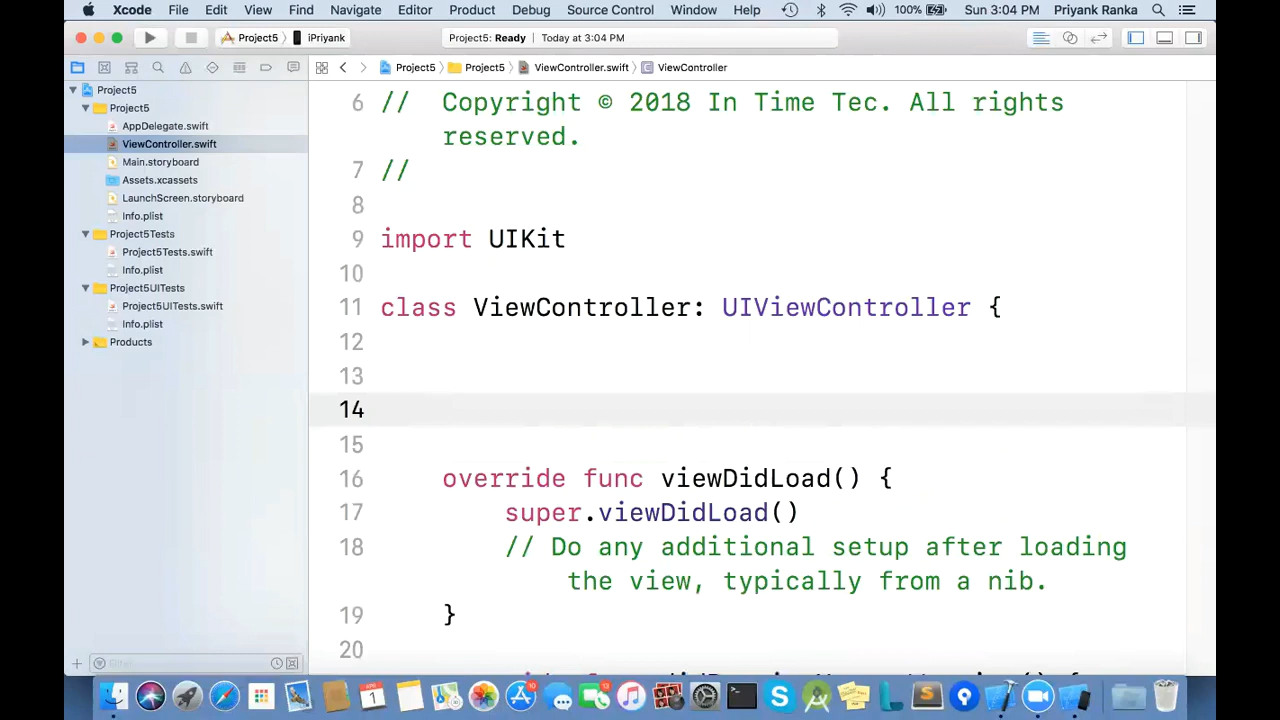 Xcode File Edit View Find Navigate Editor Product Debug Source Control Window Help 100% Sun 3:04 PM Priyank Ranka
Project5 iPriyank Project5: Ready Today at 3:04 PM
Project5 Project5 ViewController.swift C ViewController
Project5
Project5
AppDelegate.swift
ViewController.swift
Main.storyboard
Assets.xcassets
LaunchScreen.storyboard
Info.plist
Project5Tests
Project5Tests.swift
Info.plist
Project5UITests
Project5UITests.swift
Info.plist
Products
Filter
6 // Copyright © 2018 In Time Tec. All rights
reserved.
7 //
8
9 import UIKit
10
11 class ViewController: UIViewController {
12
13
14
15
16 override func viewDidLoad() {
17 super.viewDidLoad()
18 // Do any additional setup after loading
the view, typically from a nib.
19 }
20